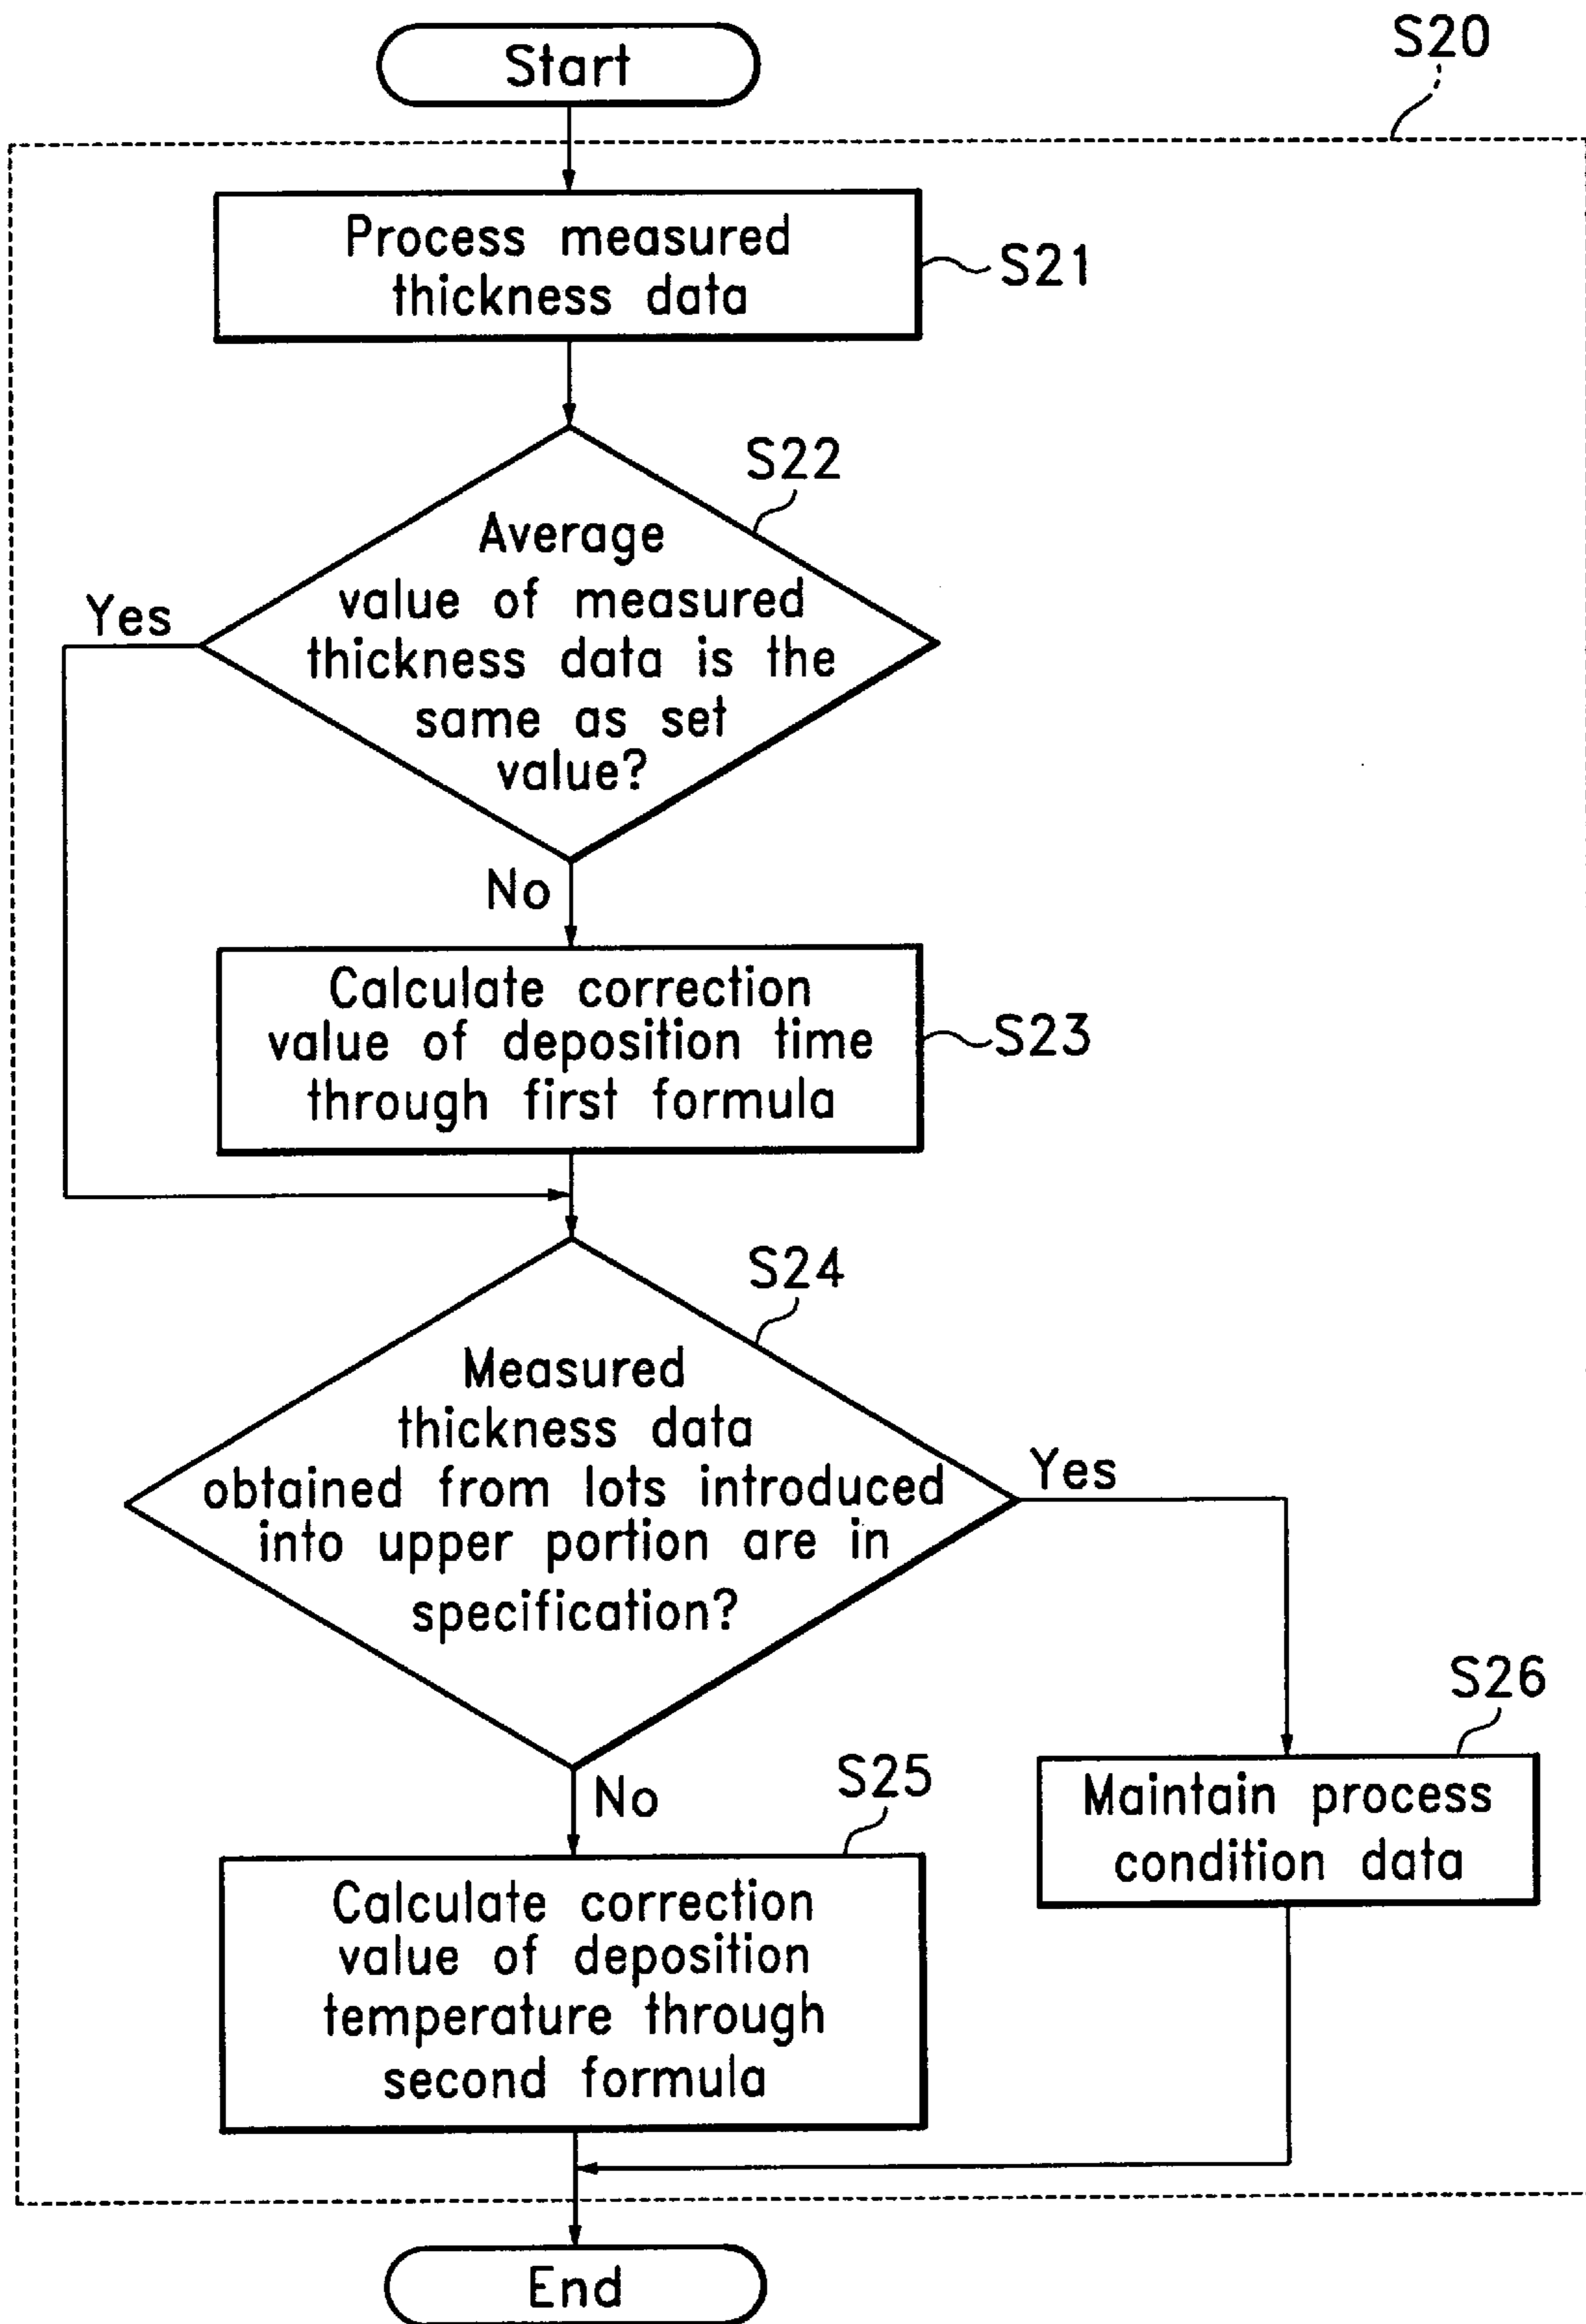 S20
Start
Process measured
thickness data
S21
S22
Average
value of measured
thickness data is the
same as set
value?
Yes
No
Calculate correction
value of deposition time
through first formula
S23
S24
Measured
thickness data
obtained from lots introduced
into upper portion are in
specification?
Yes
No
S25
Calculate correction
value of deposition
temperature through
second formula
S26
Maintain process
condition data
End